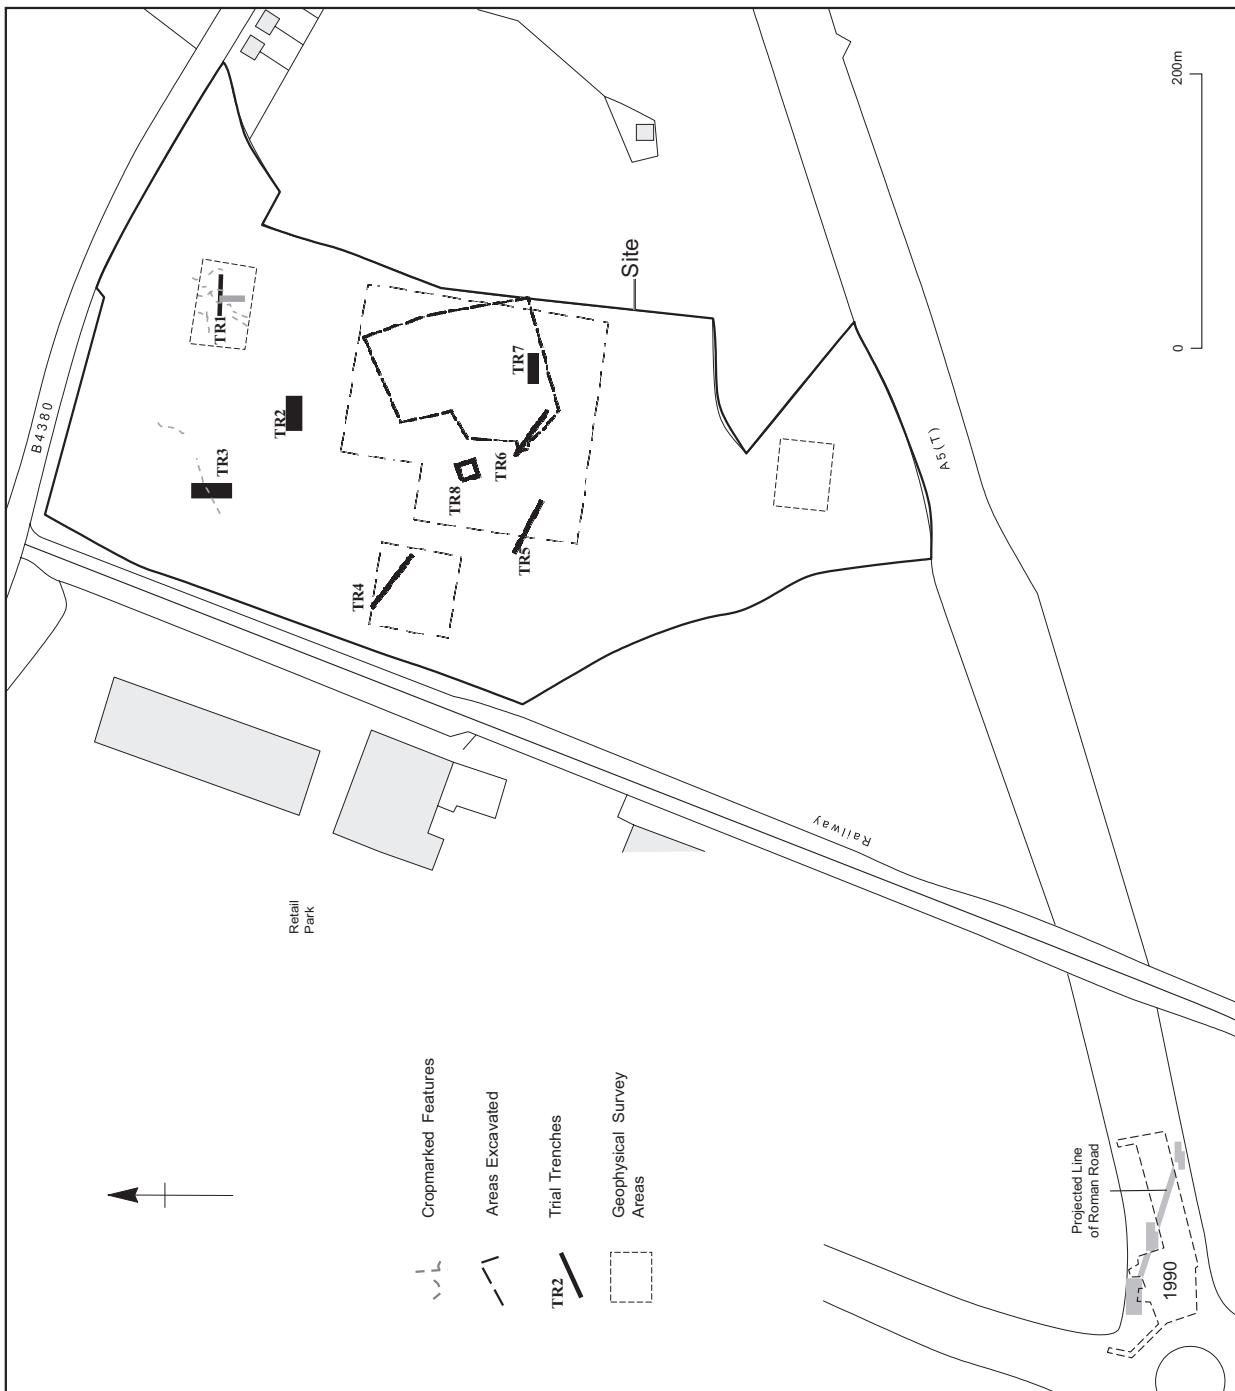 B4380
200m
0
Site
TR1
TR2
TR3
TR7
TR6
TR8
TR5
TR4
A5(T)
Railway
Retail
Park
Cropmarked Features
Areas Excavated
Trial Trenches
TR2
Geophysical Survey
Areas
Projected Line
of Roman Road
1990